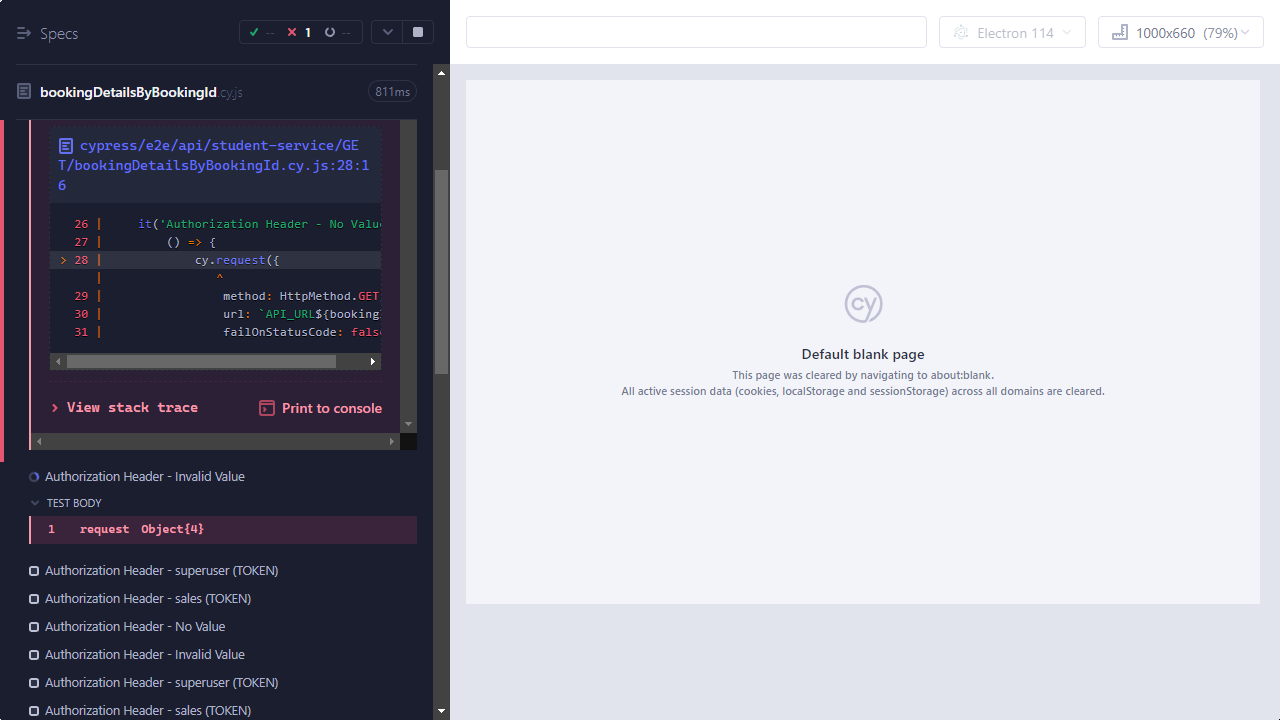 Specs
-- 1 --
Electron 114
1000x660 (79%)
bookingDetailsByBookingId.cy.js
811ms
cypress/e2e/api/student-service/GE
T/bookingDetailsByBookingId.cy.js:28:1
6
26 | it('Authorization Header - No Value
27 | () => {
> 28 | cy.request({
| ^
29 | method: HttpMethod.GET
30 | url: `API_URL${booking
31 | failOnStatusCode: false
View stack trace
Print to console
Authorization Header - Invalid Value
TEST BODY
1 request Object{4}
Authorization Header - superuser (TOKEN)
Authorization Header - sales (TOKEN)
Authorization Header - No Value
Authorization Header - Invalid Value
Authorization Header - superuser (TOKEN)
Authorization Header - sales (TOKEN)
cy
Default blank page
This page was cleared by navigating to about:blank.
All active session data (cookies, localStorage and sessionStorage) across all domains are cleared.